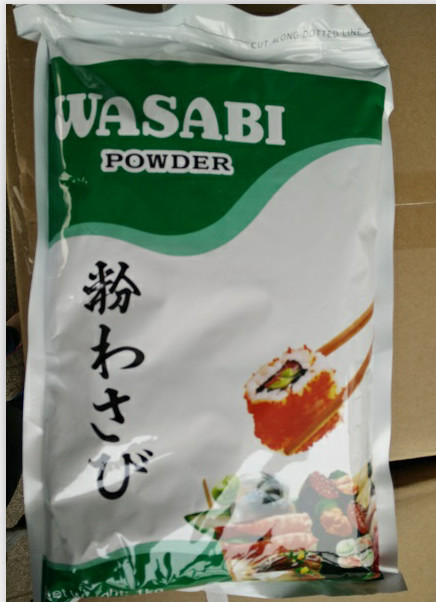 CUT ALONG DOTTED LINE
WASABI
POWDER
粉わさび